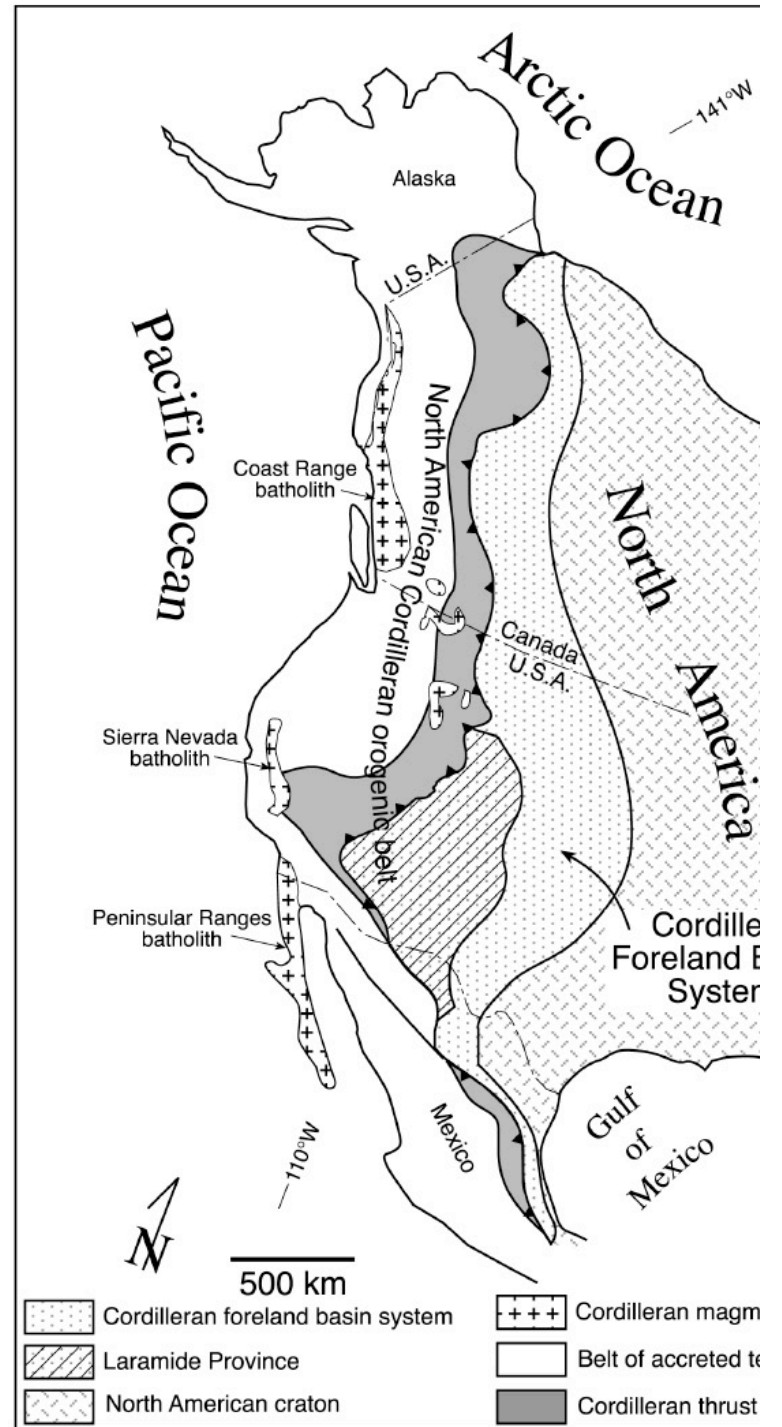 Arctic Ocean
141°W
Alaska
U.S.A.
Pacific Ocean
North American Cordilleran orogenic belt
Coast Range
batholith
North America
Canada
U.S.A.
Sierra Nevada
batholith
Peninsular Ranges
batholith
Cordille
Foreland B
System
Mexico
Gulf
of
Mexico
110°W
N
500 km
Cordilleran foreland basin system
Laramide Province
North American craton
Cordilleran magm
Belt of accreted te
Cordilleran thrust